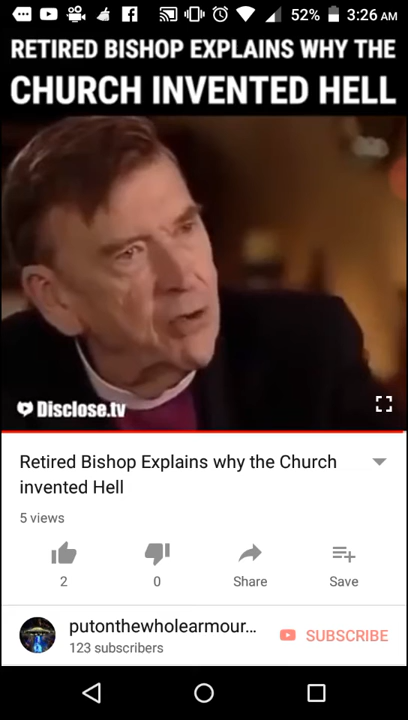 52% 3:26 AM
RETIRED BISHOP EXPLAINS WHY THE
CHURCH INVENTED HELL
Disclose.tv
Retired Bishop Explains why the Church
invented Hell
5 views
2
0
Share
Save
putonthewholearmour...
SUBSCRIBE
123 subscribers